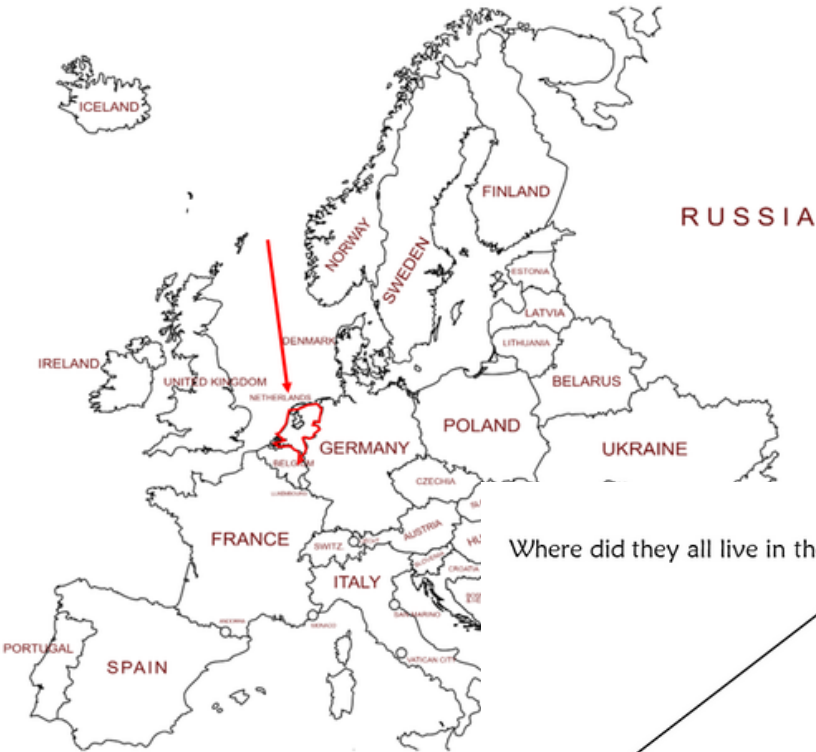 ICELAND
FINLAND
RUSSIA
NORWAY
SWEDEN
ESTONIA
LATVIA
LITHUANIA
DENMARK
IRELAND
UNITED KINGDOM
BELARUS
NETHERLANDS
POLAND
GERMANY
UKRAINE
BELGIUM
CZECHIA
LUXEMBOURG
FRANCE
AUSTRIA
SWITZ.
SLOVENIA
CROATIA
Where did they all live in th
ITALY
SAN MARINO
ANDORRA
MONACO
PORTUGAL
SPAIN
VATICAN CITY